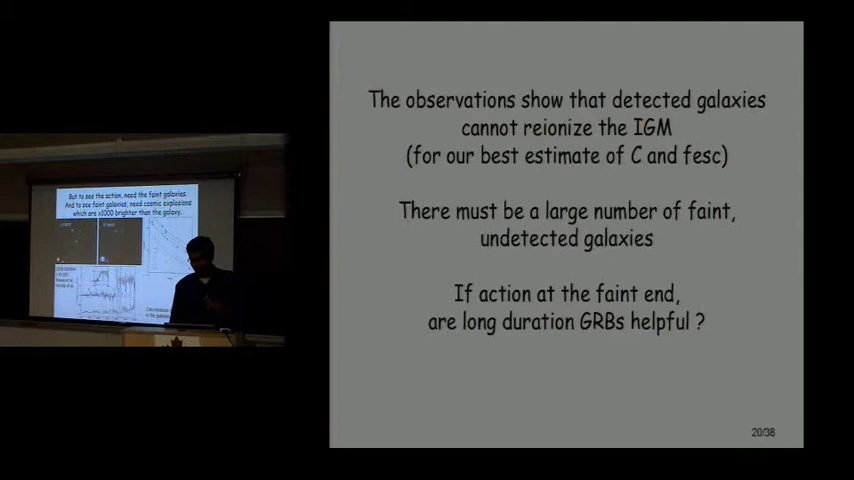 But to see the action, need the faint galaxies.
And to see faint galaxies, need cosmic explosions
which are x1000 brighter than the galaxy.
The observations show that detected galaxies
cannot reionize the IGM
(for our best estimate of C and fesc)
There must be a large number of faint,
undetected galaxies
If action at the faint end,
are long duration GRBs helpful ?
20/38